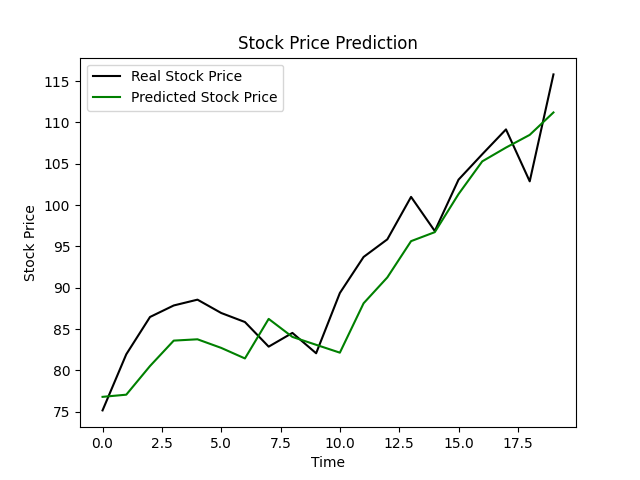 Stock Price Prediction
Real Stock Price
Predicted Stock Price
Stock Price
115
110
105
100
95
90
85
80
75
0.0 2.5 5.0 7.5 10.0 12.5 15.0 17.5
Time